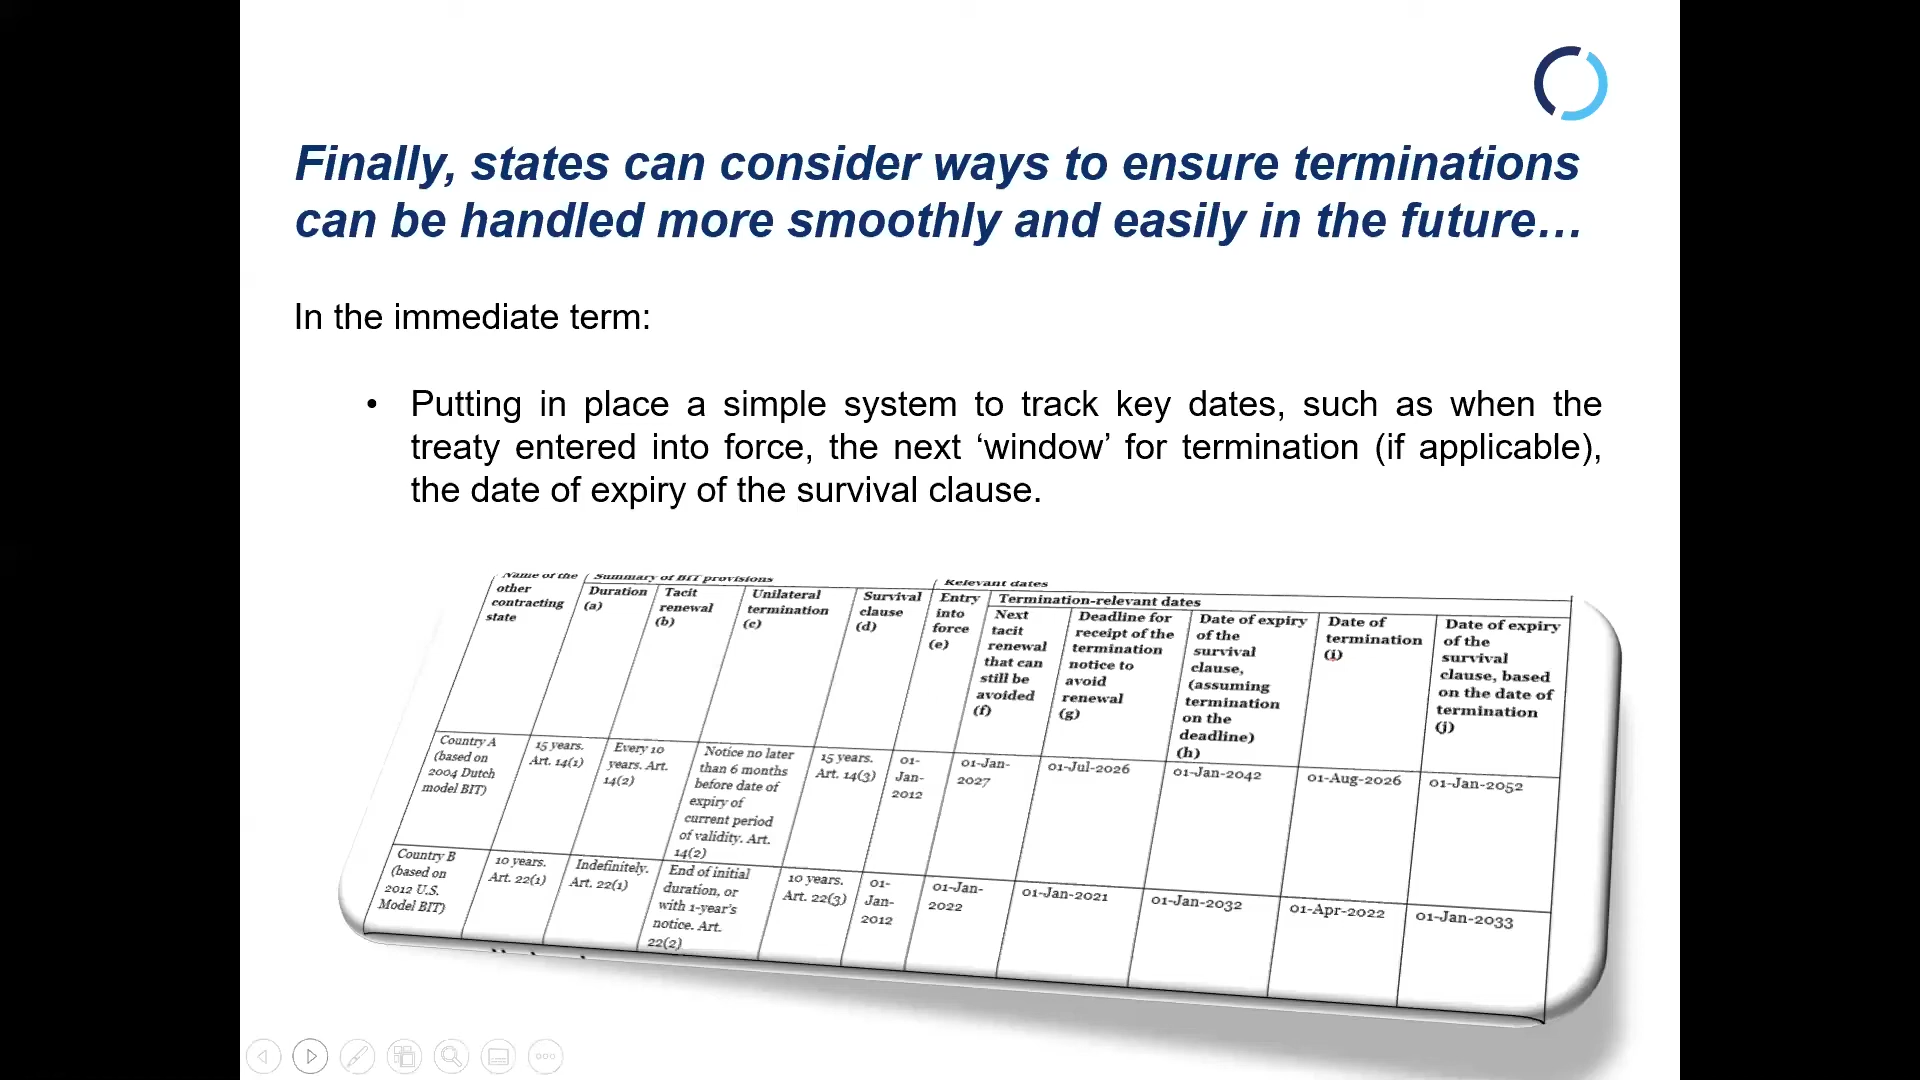 Finally, states can consider ways to ensure terminations
can be handled more smoothly and easily in the future…
In the immediate term:
• Putting in place a simple system to track key dates, such as when the
treaty entered into force, the next ‘window’ for termination (if applicable),
the date of expiry of the survival clause.
Name of the
other
contracting
state
Summary of BIT provisions
Relevant dates
Duration
(a)
Tacit
renewal
(b)
Unilateral
termination
(c)
Survival
clause
(d)
Entry
into
force
(e)
Termination-relevant dates
Next
tacit
renewal
that can
still be
avoided
(f)
Deadline for
receipt of the
termination
notice to
avoid
renewal
(g)
Date of expiry
of the
survival
clause,
(assuming
termination
on the
deadline)
(h)
Date of
termination
(i)
Date of expiry
of the
survival
clause, based
on the date of
termination
(j)
Country A
(based on
2004 Dutch
model BIT)
15 years.
Art. 14(1)
Every 10
years. Art.
14(2)
Notice no later
than 6 months
before date of
expiry of
current period
of validity. Art.
14(2)
15 years.
Art. 14(3)
01-
Jan-
2012
01-Jan-
2027
01-Jul-2026
01-Jan-2042
01-Aug-2026
01-Jan-2052
Country B
(based on
2012 U.S.
Model BIT)
10 years.
Art. 22(1)
Indefinitely.
Art. 22(1)
End of initial
duration, or
with 1-year’s
notice. Art.
22(2)
10 years.
Art. 22(3)
01-
Jan-
2012
01-Jan-
2022
01-Jan-2021
01-Jan-2032
01-Apr-2022
01-Jan-2033